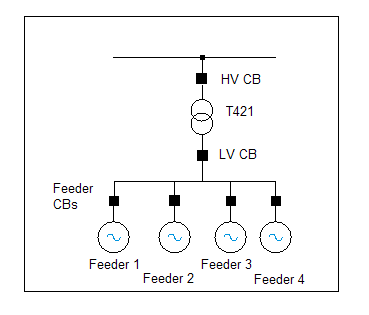 HV CB
T421
LV CB
Feeder
CBs
Feeder 1
Feeder 2
Feeder 3
Feeder 4